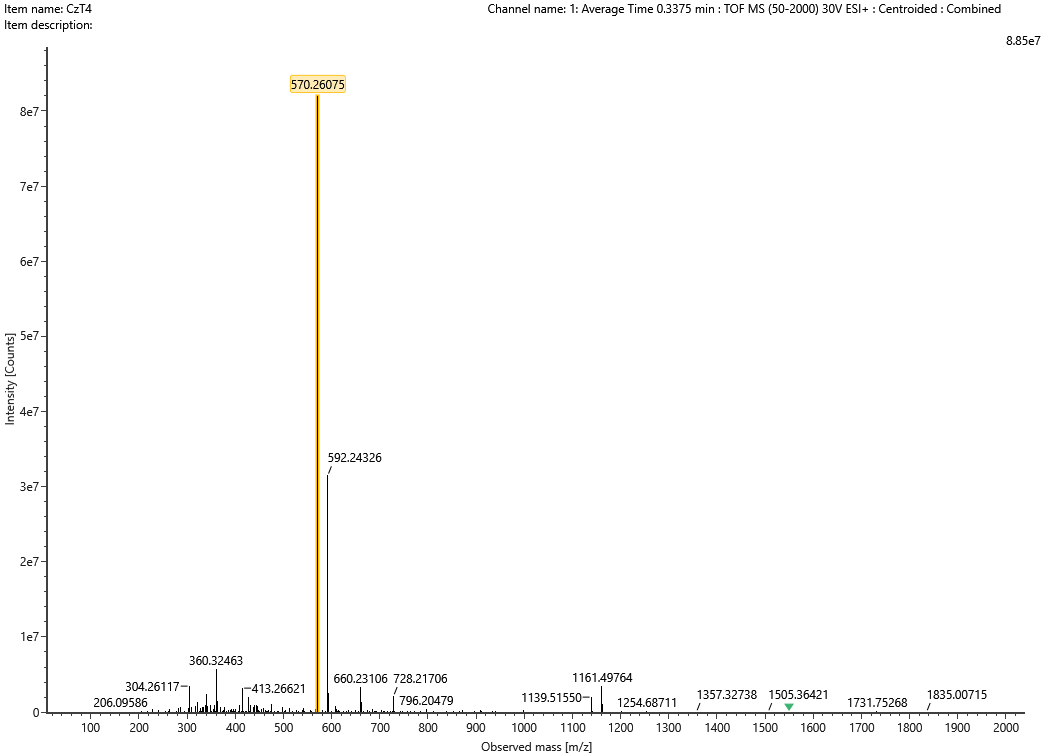 Item name: CzT4
Channel name: 1: Average Time 0.3375 min : TOF MS (50-2000) 30V ESI+ : Centroided : Combined
Item description:
8.85e7
570.26075
8e7
7e7
6e7
5e7
4e7
3e7
2e7
1e7
0
Intensity [Counts]
592.24326
360.32463
304.26117
413.26621
206.09586
660.23106
728.21706
796.20479
1139.51550
1161.49764
1254.68711
1357.32738
1505.36421
1731.75268
1835.00715
100 200 300 400 500 600 700 800 900 1000 1100 1200 1300 1400 1500 1600 1700 1800 1900 2000
Observed mass [m/z]